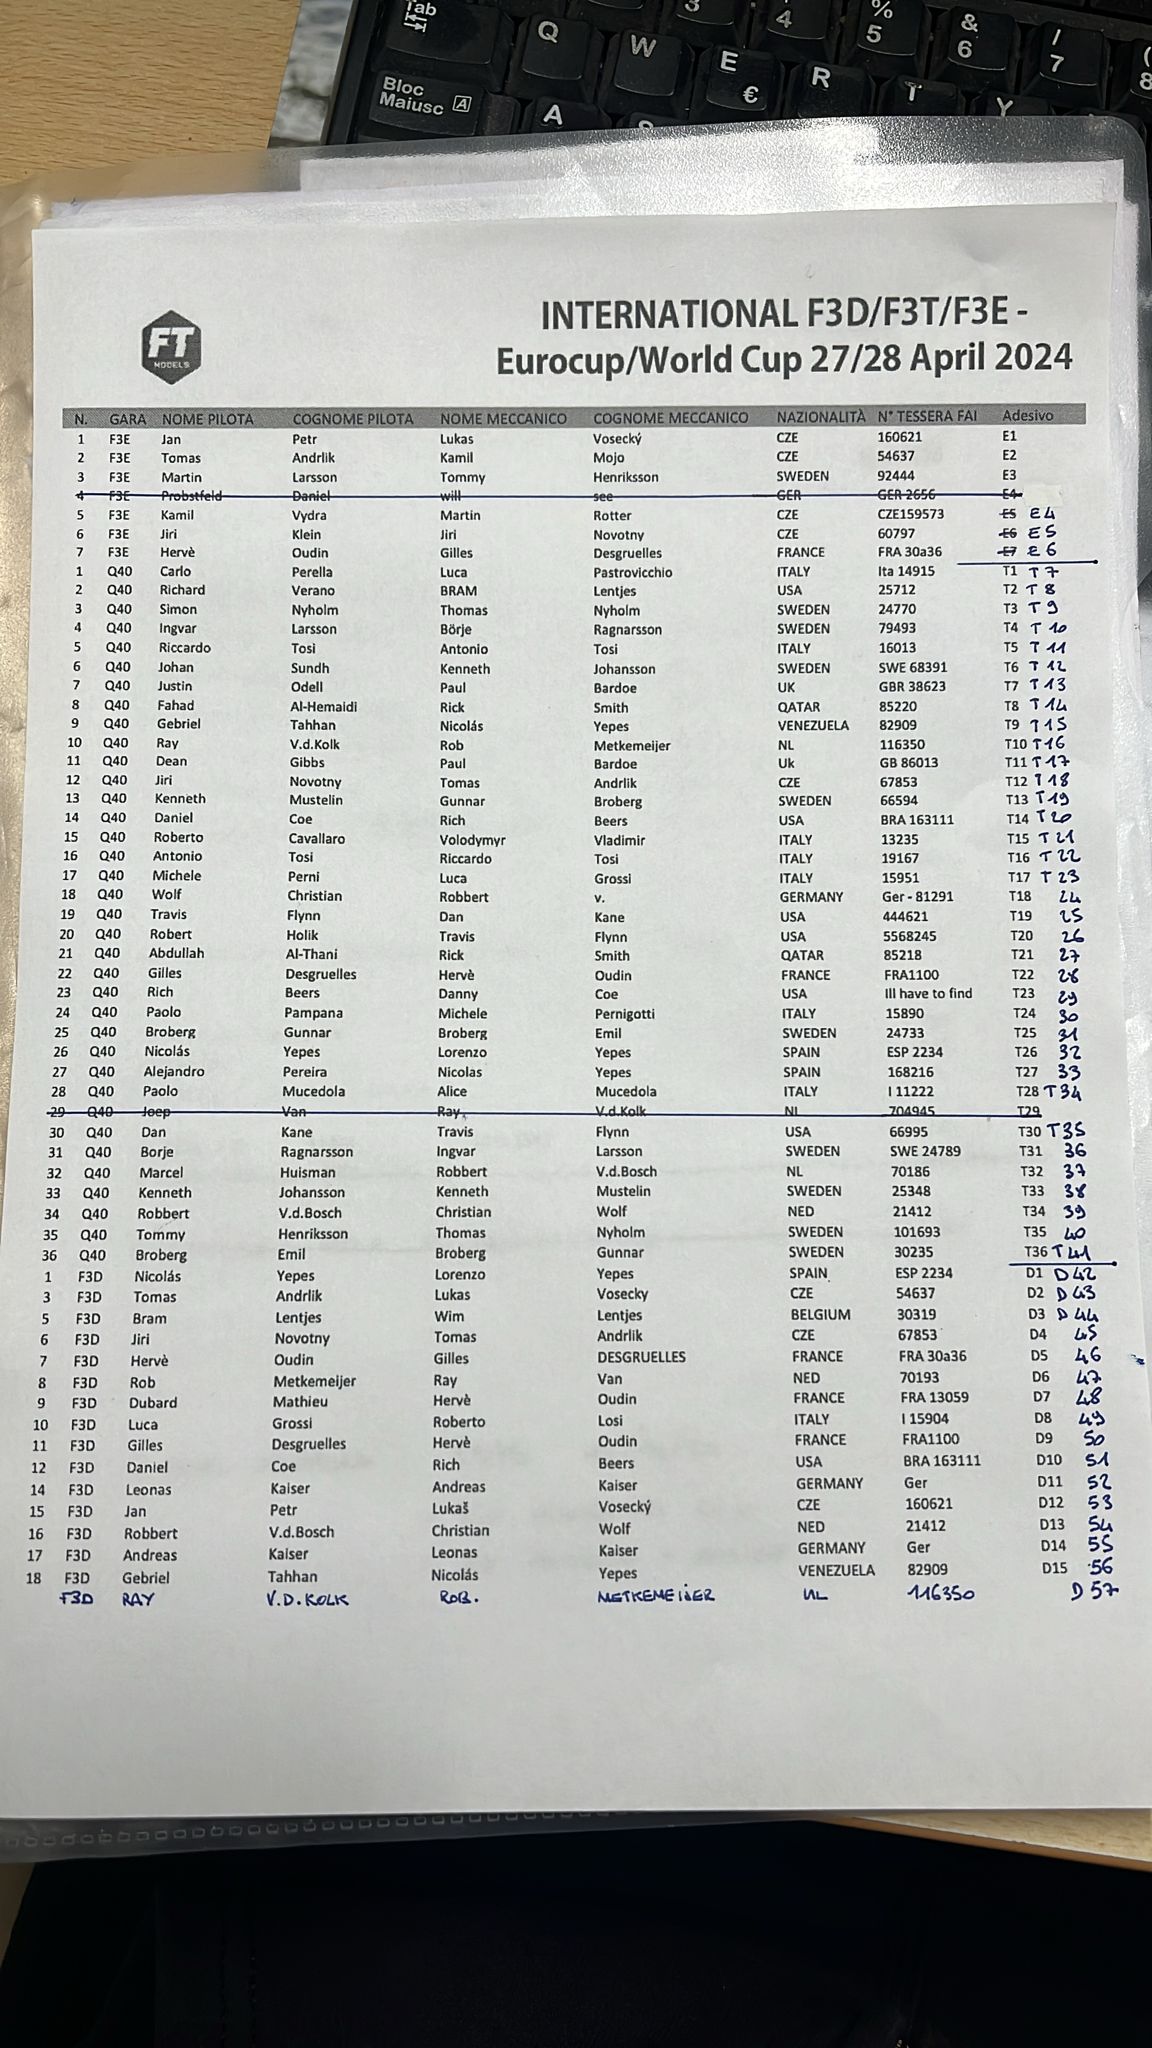 Tab
Q W E € R T Y
3 4 % 5 & 6 / 7 ( 8
Bloc Maiusc A
A S
FT
MODELS
INTERNATIONAL F3D/F3T/F3E -
Eurocup/World Cup 27/28 April 2024
N. GARA NOME PILOTA COGNOME PILOTA NOME MECCANICO COGNOME MECCANICO NAZIONALITÀ N° TESSERA FAI Adesivo
1 F3E Jan Petr Lukas Vosecký CZE 160621 E1
2 F3E Tomas Andrlik Kamil Mojo CZE 54637 E2
3 F3E Martin Larsson Tommy Henriksson SWEDEN 92444 E3
4 F3E Probstfeld Daniel will see GER GER 2656 E4
5 F3E Kamil Vydra Martin Rotter CZE CZE159573 E5 E4
6 F3E Jiri Klein Jiri Novotny CZE 60797 E6 E5
7 F3E Hervè Oudin Gilles Desgruelles FRANCE FRA 30a36 E7 E6
1 Q40 Carlo Perella Luca Pastrovicchio ITALY Ita 14915 T1 T7
2 Q40 Richard Verano BRAM Lentjes USA 25712 T2 T8
3 Q40 Simon Nyholm Thomas Nyholm SWEDEN 24770 T3 T9
4 Q40 Ingvar Larsson Börje Ragnarsson SWEDEN 79493 T4 T10
5 Q40 Riccardo Tosi Antonio Tosi ITALY 16013 T5 T11
6 Q40 Johan Sundh Kenneth Johansson SWEDEN SWE 68391 T6 T12
7 Q40 Justin Odell Paul Bardoe UK GBR 38623 T7 T13
8 Q40 Fahad Al-Hemaidi Rick Smith QATAR 85220 T8 T14
9 Q40 Gebriel Tahhan Nicolás Yepes VENEZUELA 82909 T9 T15
10 Q40 Ray V.d.Kolk Rob Metkemeijer NL 116350 T10 T16
11 Q40 Dean Gibbs Paul Bardoe Uk GB 86013 T11 T17
12 Q40 Jiri Novotny Tomas Andrlik CZE 67853 T12 T18
13 Q40 Kenneth Mustelin Gunnar Broberg SWEDEN 66594 T13 T19
14 Q40 Daniel Coe Rich Beers USA BRA 163111 T14 T20
15 Q40 Roberto Cavallaro Volodymyr Vladimir ITALY 13235 T15 T21
16 Q40 Antonio Tosi Riccardo Tosi ITALY 19167 T16 T22
17 Q40 Michele Perni Luca Grossi ITALY 15951 T17 T23
18 Q40 Wolf Christian Robbert v. GERMANY Ger - 81291 T18 24
19 Q40 Travis Flynn Dan Kane USA 444621 T19 25
20 Q40 Robert Holik Travis Flynn USA 5568245 T20 26
21 Q40 Abdullah Al-Thani Rick Smith QATAR 85218 T21 27
22 Q40 Gilles Desgruelles Hervè Oudin FRANCE FRA1100 T22 28
23 Q40 Rich Beers Danny Coe USA Ill have to find T23 29
24 Q40 Paolo Pampana Michele Pernigotti ITALY 15890 T24 30
25 Q40 Broberg Gunnar Broberg Emil SWEDEN 24733 T25 31
26 Q40 Nicolás Yepes Lorenzo Yepes SPAIN ESP 2234 T26 32
27 Q40 Alejandro Pereira Nicolas Yepes SPAIN 168216 T27 33
28 Q40 Paolo Mucedola Alice Mucedola ITALY I 11222 T28 T34
29 Q40 Joep Van Ray V.d.Kolk NL 704945 T29
30 Q40 Dan Kane Travis Flynn USA 66995 T30 T35
31 Q40 Borje Ragnarsson Ingvar Larsson SWEDEN SWE 24789 T31 36
32 Q40 Marcel Huisman Robbert V.d.Bosch NL 70186 T32 37
33 Q40 Kenneth Johansson Kenneth Mustelin SWEDEN 25348 T33 38
34 Q40 Robbert V.d.Bosch Christian Wolf NED 21412 T34 39
35 Q40 Tommy Henriksson Thomas Nyholm SWEDEN 101693 T35 40
36 Q40 Broberg Emil Broberg Gunnar SWEDEN 30235 T36 T41
1 F3D Nicolás Yepes Lorenzo Yepes SPAIN ESP 2234 D1 D42
3 F3D Tomas Andrlik Lukas Vosecky CZE 54637 D2 D43
5 F3D Bram Lentjes Wim Lentjes BELGIUM 30319 D3 D44
6 F3D Jiri Novotny Tomas Andrlik CZE 67853 D4 45
7 F3D Hervè Oudin Gilles DESGRUELLES FRANCE FRA 30a36 D5 46
8 F3D Rob Metkemeijer Ray Van NED 70193 D6 47
9 F3D Dubard Mathieu Hervè Oudin FRANCE FRA 13059 D7 48
10 F3D Luca Grossi Roberto Losi ITALY I 15904 D8 49
11 F3D Gilles Desgruelles Hervè Oudin FRANCE FRA1100 D9 50
12 F3D Daniel Coe Rich Beers USA BRA 163111 D10 51
14 F3D Leonas Kaiser Andreas Kaiser GERMANY Ger D11 52
15 F3D Jan Petr Lukaš Vosecký CZE 160621 D12 53
16 F3D Robbert V.d.Bosch Christian Wolf NED 21412 D13 54
17 F3D Andreas Kaiser Leonas Kaiser GERMANY Ger D14 55
18 F3D Gebriel Tahhan Nicolás Yepes VENEZUELA 82909 D15 56
F3D RAY V.D.KOLK ROB. METKEMEIJER NL 116350 D57